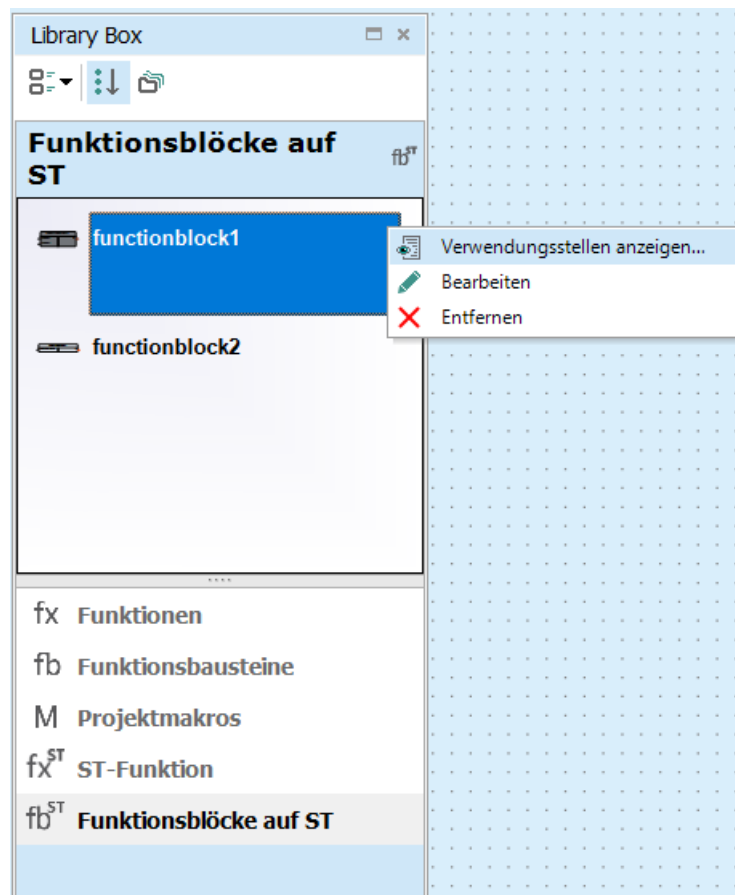 Library Box
Funktionsblöcke auf
ST
fbST
functionblock1
Verwendungsstellen anzeigen...
Bearbeiten
Entfernen
functionblock2
fx Funktionen
fb Funktionsbausteine
M Projektmakros
fxST ST-Funktion
fbST Funktionsblöcke auf ST